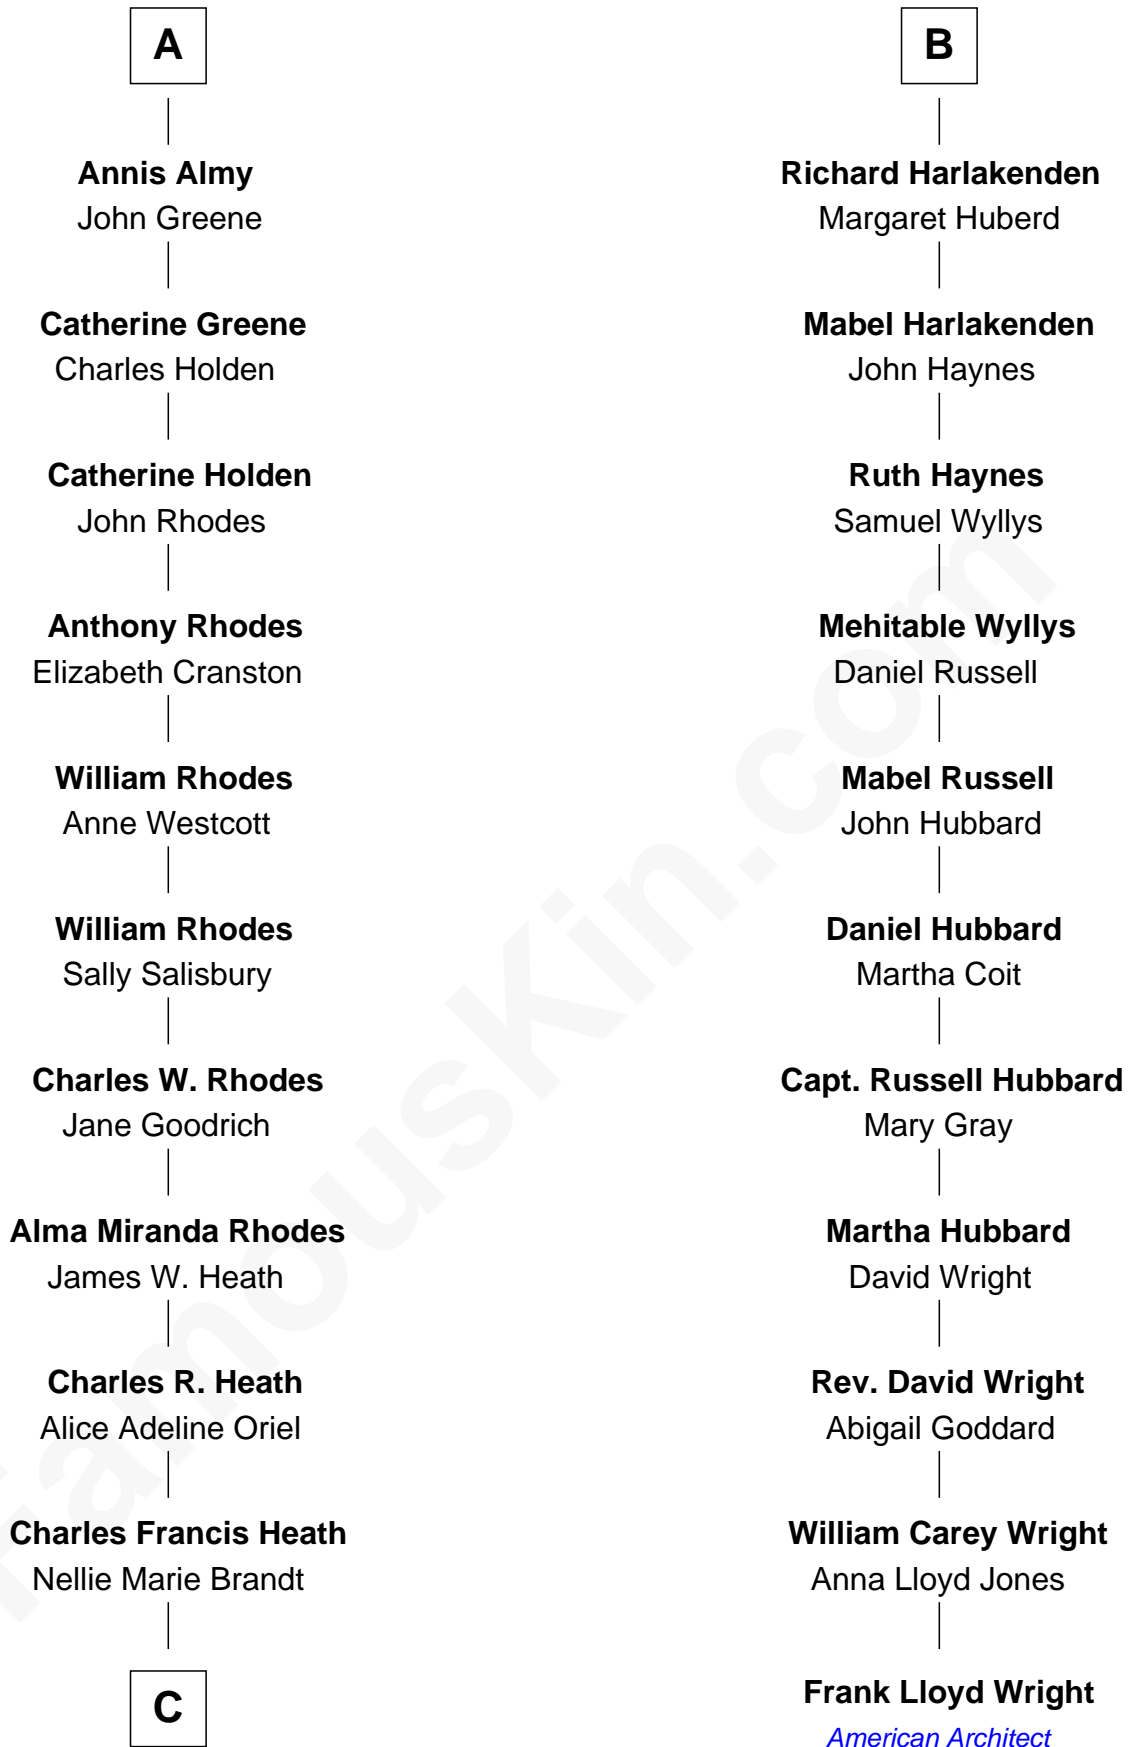 A
Annis Almy
John Greene
Catherine Greene
Charles Holden
Catherine Holden
John Rhodes
Anthony Rhodes
Elizabeth Cranston
William Rhodes
Anne Westcott
William Rhodes
Sally Salisbury
Charles W. Rhodes
Jane Goodrich
Alma Miranda Rhodes
James W. Heath
Charles R. Heath
Alice Adeline Oriel
Charles Francis Heath
Nellie Marie Brandt
C
B
Richard Harlakenden
Margaret Huberd
Mabel Harlakenden
John Haynes
Ruth Haynes
Samuel Wyllys
Mehitable Wyllys
Daniel Russell
Mabel Russell
John Hubbard
Daniel Hubbard
Martha Coit
Capt. Russell Hubbard
Mary Gray
Martha Hubbard
David Wright
Rev. David Wright
Abigail Goddard
William Carey Wright
Anna Lloyd Jones
Frank Lloyd Wright
American Architect
FamousKin.com